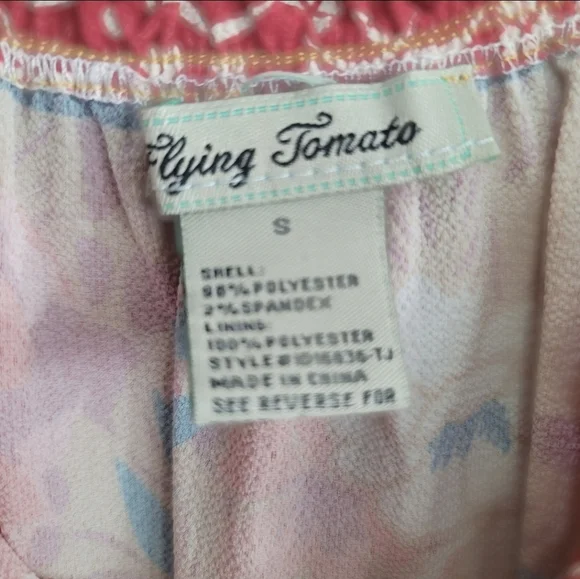 Flying Tomato
S
SHELL:
98% POLYESTER
2% SPANDEX
LINING:
100% POLYESTER
STYLE# ID16836-TJ
MADE IN CHINA
SEE REVERSE FOR